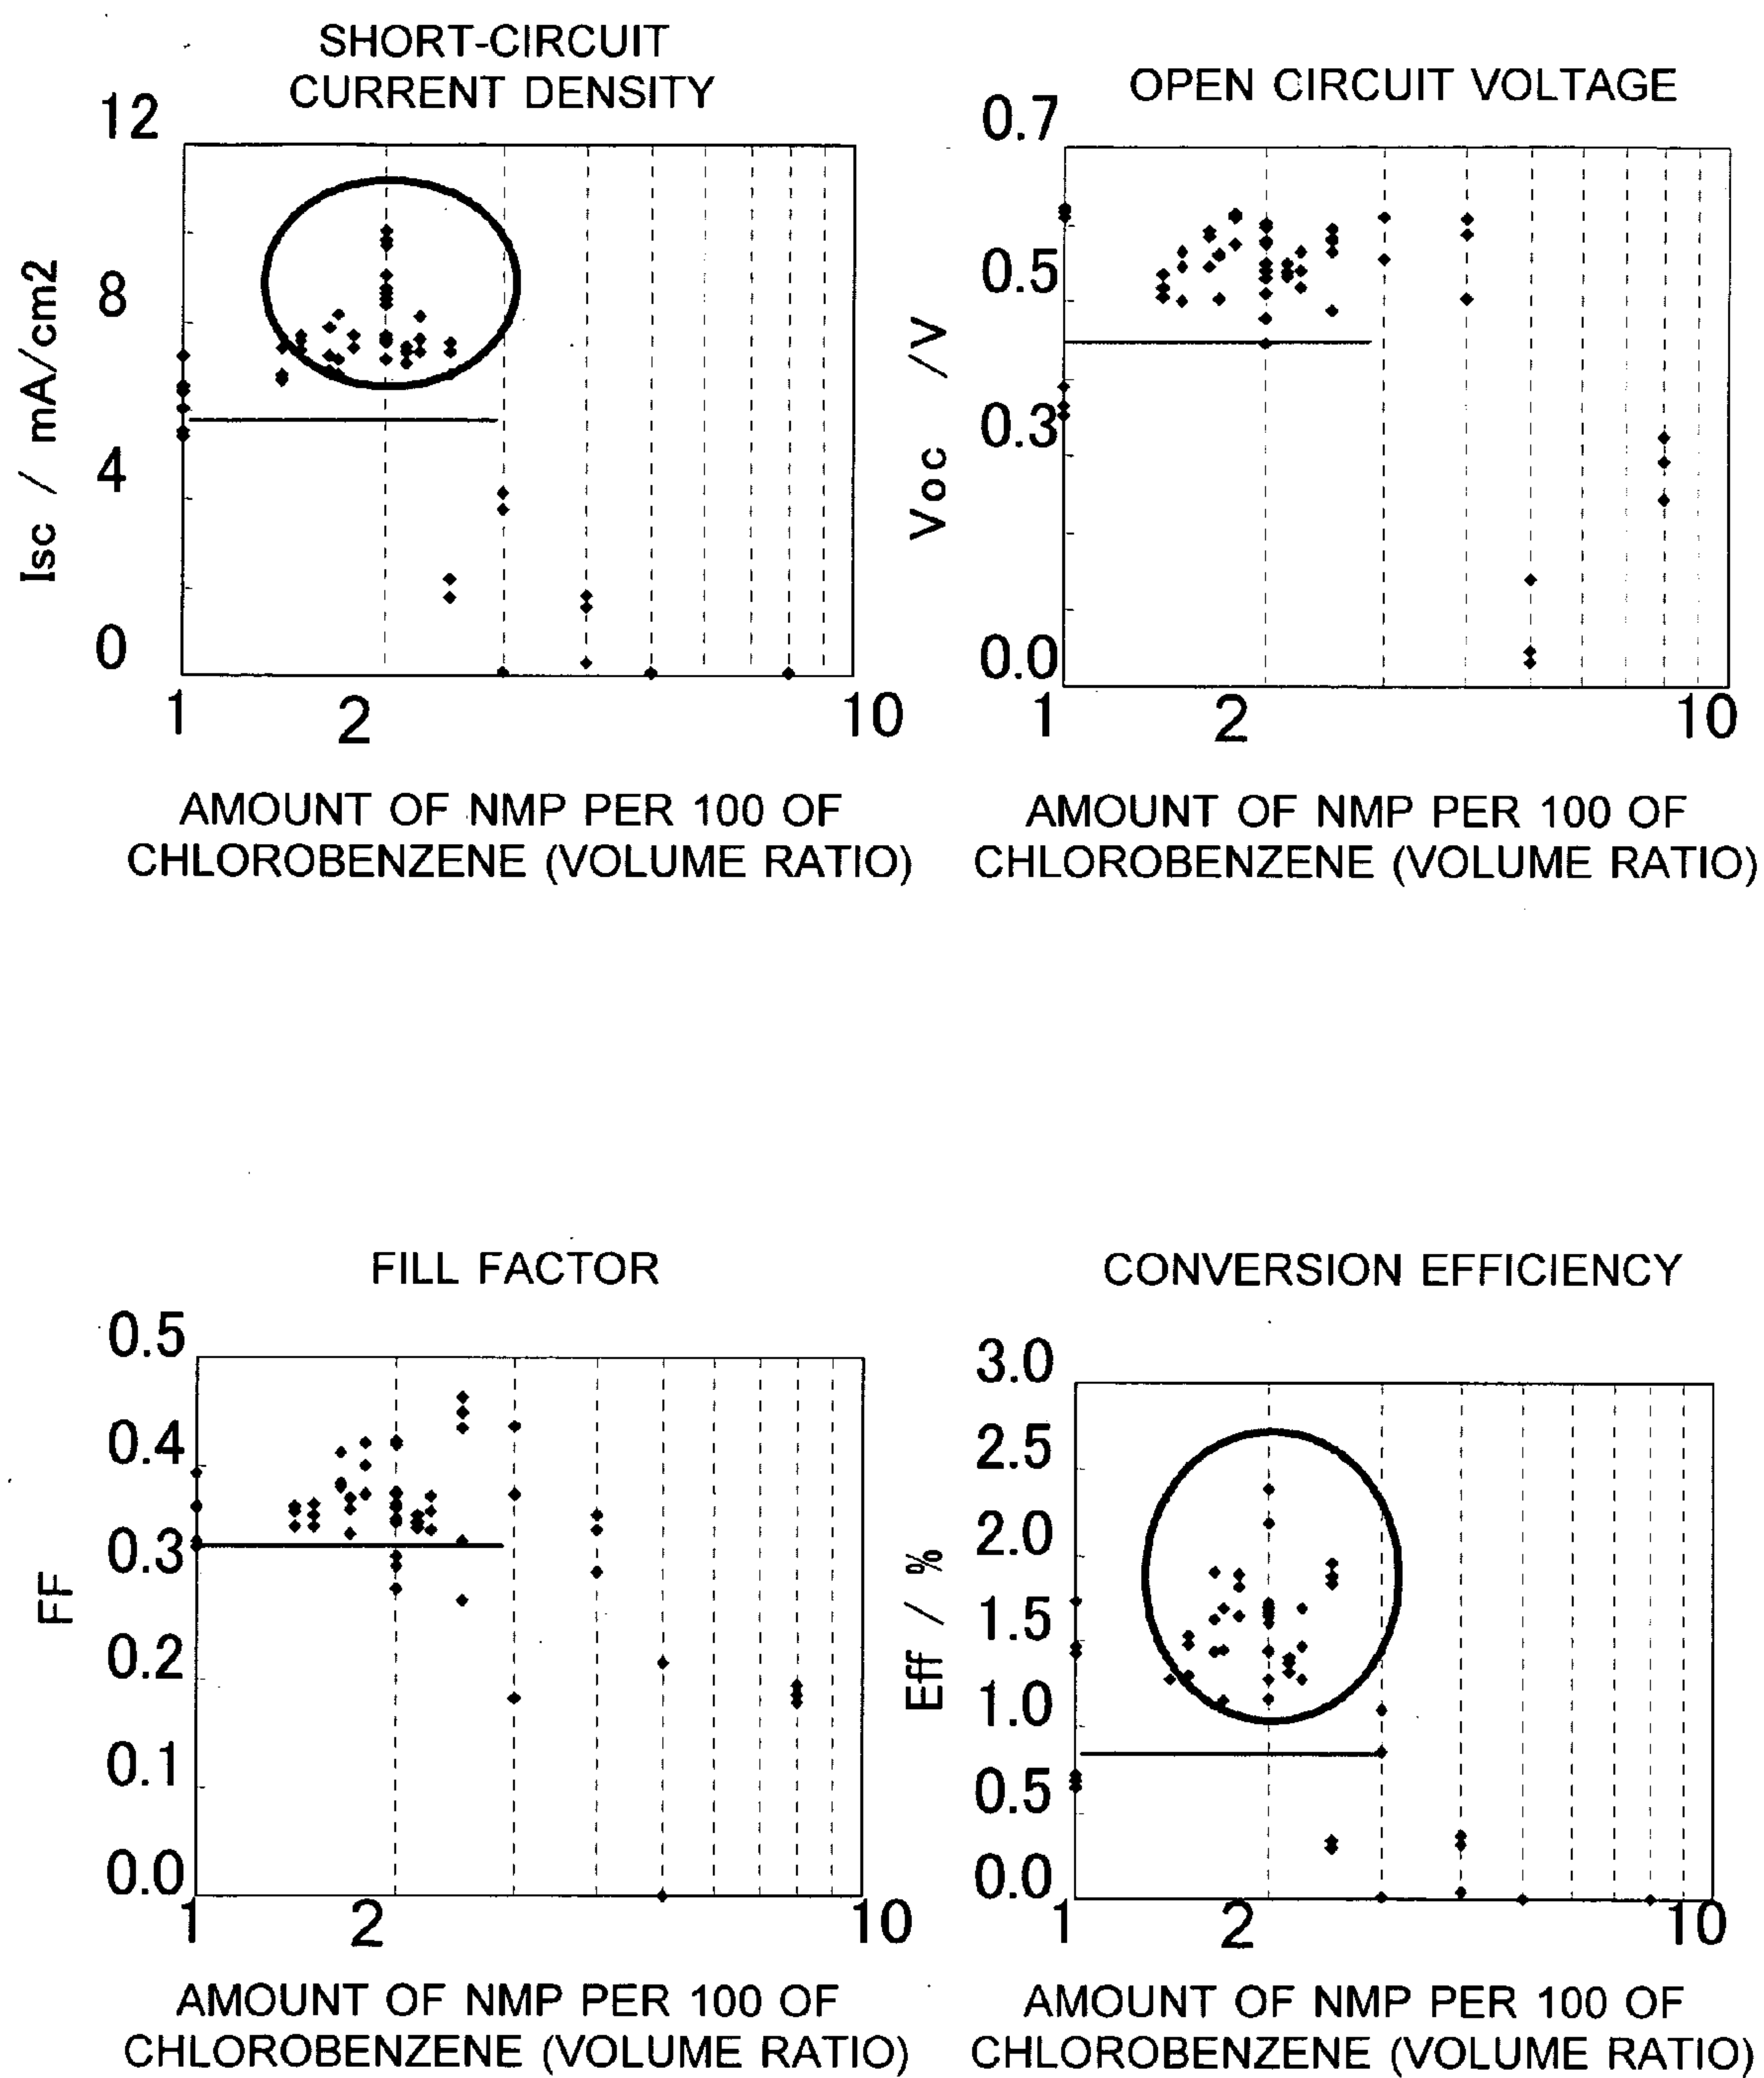 SHORT-CIRCUIT
CURRENT DENSITY
12
8
4
0
Isc / mA/cm2
1
2
10
AMOUNT OF NMP PER 100 OF
CHLOROBENZENE (VOLUME RATIO)
OPEN CIRCUIT VOLTAGE
0.7
0.5
0.3
0.0
Voc /V
1
2
10
AMOUNT OF NMP PER 100 OF
CHLOROBENZENE (VOLUME RATIO)
FILL FACTOR
0.5
0.4
0.3
0.2
0.1
0.0
FF
1
2
10
AMOUNT OF NMP PER 100 OF
CHLOROBENZENE (VOLUME RATIO)
CONVERSION EFFICIENCY
3.0
2.5
2.0
1.5
1.0
0.5
0.0
Eff / %
1
2
10
AMOUNT OF NMP PER 100 OF
CHLOROBENZENE (VOLUME RATIO)